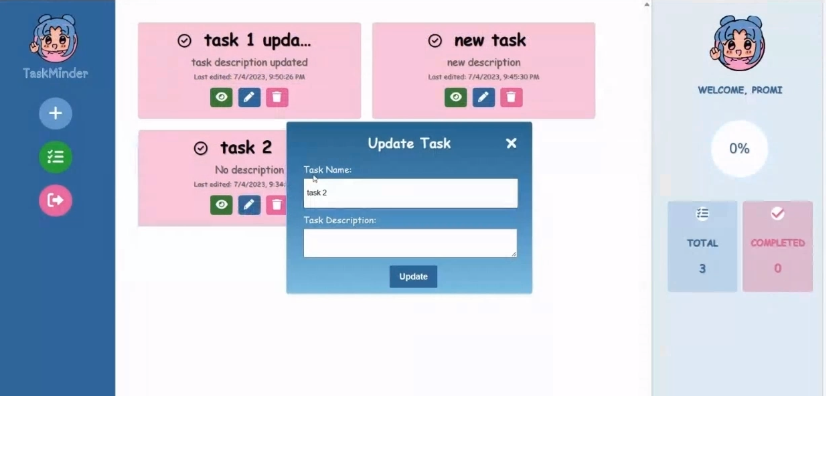 TaskMinder
task 1 upda...
task description updated
Last edited: 7/4/2023, 9:50:26 PM
new task
new description
Last edited: 7/4/2023, 9:45:30 PM
task 2
No description
Last edited: 7/4/2023, 9:34:
Update Task
Task Name:
task 2
Task Description:
Update
WELCOME, PROMI
0%
TOTAL
3
COMPLETED
0